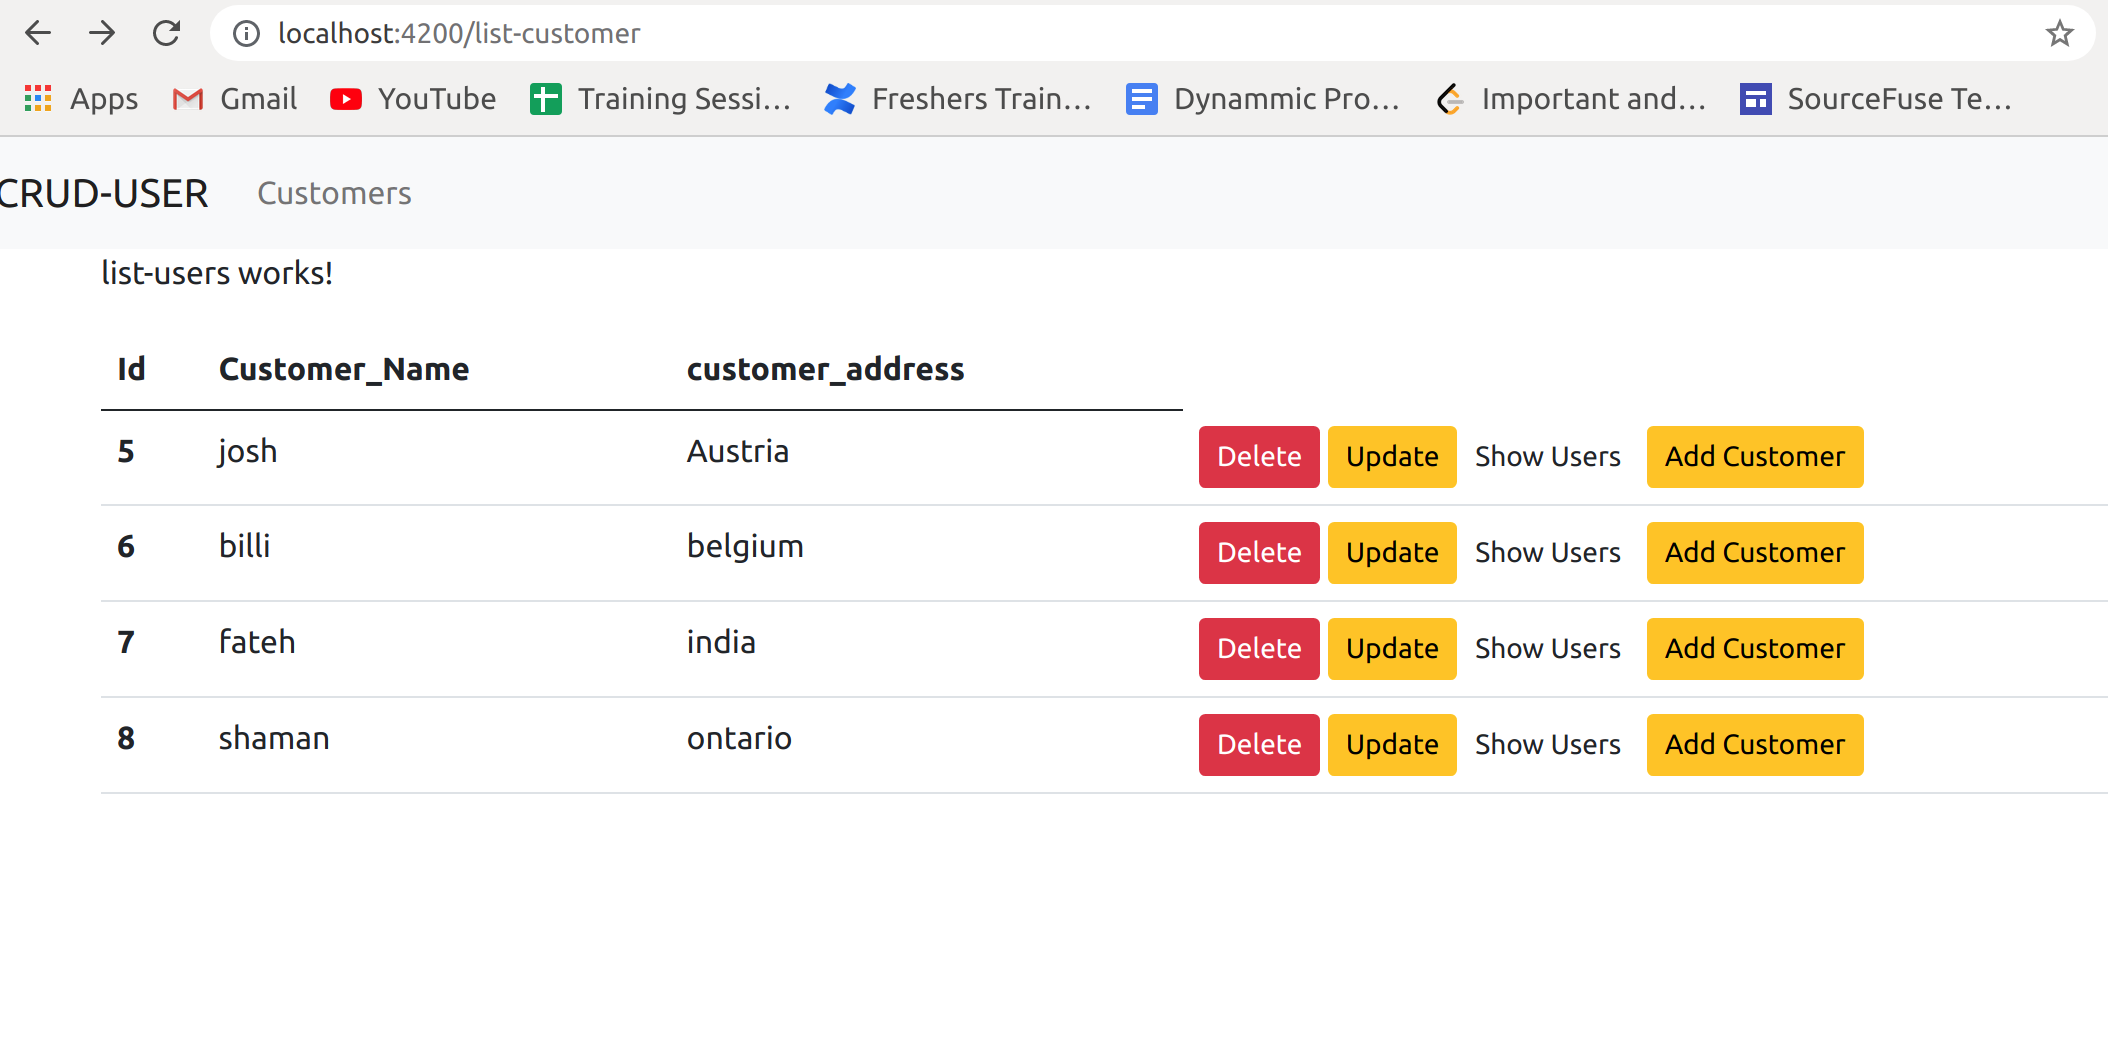 localhost:4200/list-customer
Apps Gmail YouTube Training Sessi... Freshers Train... Dynammic Pro... Important and... SourceFuse Te...
CRUD-USER Customers
list-users works!
Id Customer_Name customer_address
5 josh Austria Delete Update Show Users Add Customer
6 billi belgium Delete Update Show Users Add Customer
7 fateh india Delete Update Show Users Add Customer
8 shaman ontario Delete Update Show Users Add Customer